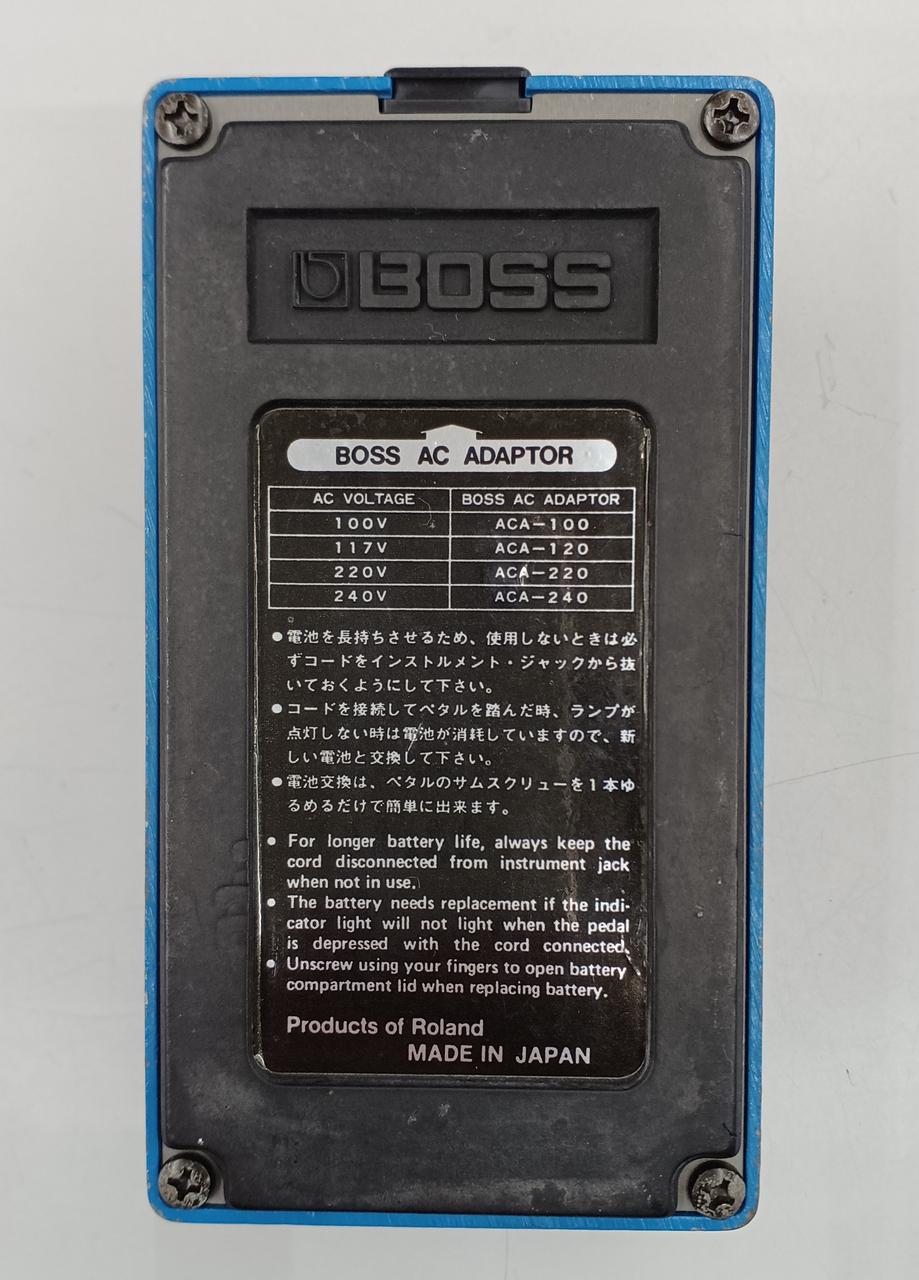 BOSS
BOSS AC ADAPTOR
AC VOLTAGE BOSS AC ADAPTOR
100V ACA-100
117V ACA-120
220V ACA-220
240V ACA-240
●電池を長持ちさせるため、使用しないときは必
ずコードをインストルメント・ジャックから抜
いておくようにして下さい。
●コードを接続してペタルを踏んだ時、ランプが
点灯しない時は電池が消耗していますので、新
しい電池と交換して下さい。
●電池交換は、ペタルのサムスクリューを1本ゆ
るめるだけで簡単に出来ます。
● For longer battery life, always keep the
cord disconnected from instrument jack
when not in use.
● The battery needs replacement if the indi-
cator light will not light when the pedal
is depressed with the cord connected.
● Unscrew using your fingers to open battery
compartment lid when replacing battery.
Products of Roland
MADE IN JAPAN